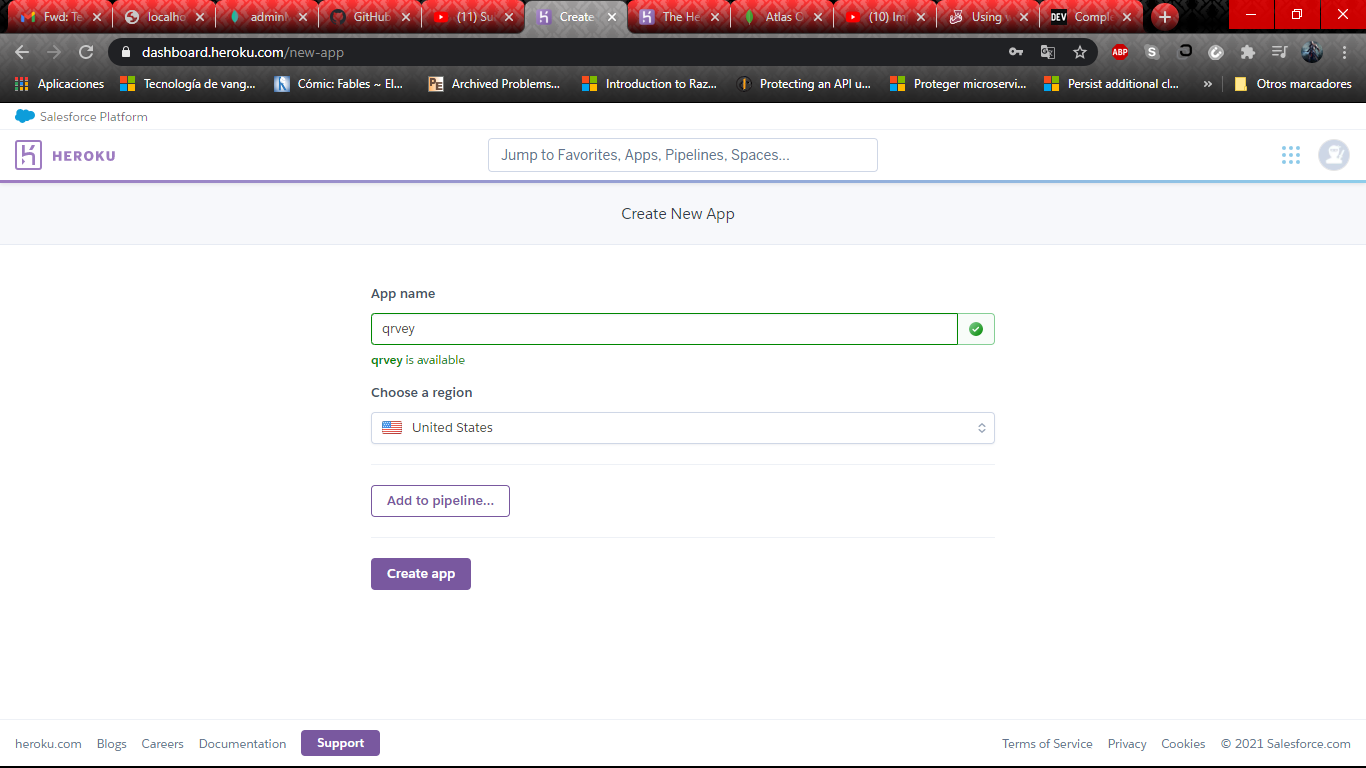 Fwd: Te
localho
admin
GitHub
(11) Su
Create
The He
Atlas C
(10) Im
Using
DEV Comple
dashboard.heroku.com/new-app
ABP
Aplicaciones
Tecnología de vang...
Cómic: Fables ~ El...
PE Archived Problems...
Introduction to Raz...
Protecting an API u...
Proteger microservi...
Persist additional cl...
»
Otros marcadores
Salesforce Platform
HEROKU
Jump to Favorites, Apps, Pipelines, Spaces...
Create New App
App name
qrvey
qrvey is available
Choose a region
United States
Add to pipeline...
Create app
heroku.com
Blogs
Careers
Documentation
Support
Terms of Service
Privacy
Cookies
© 2021 Salesforce.com